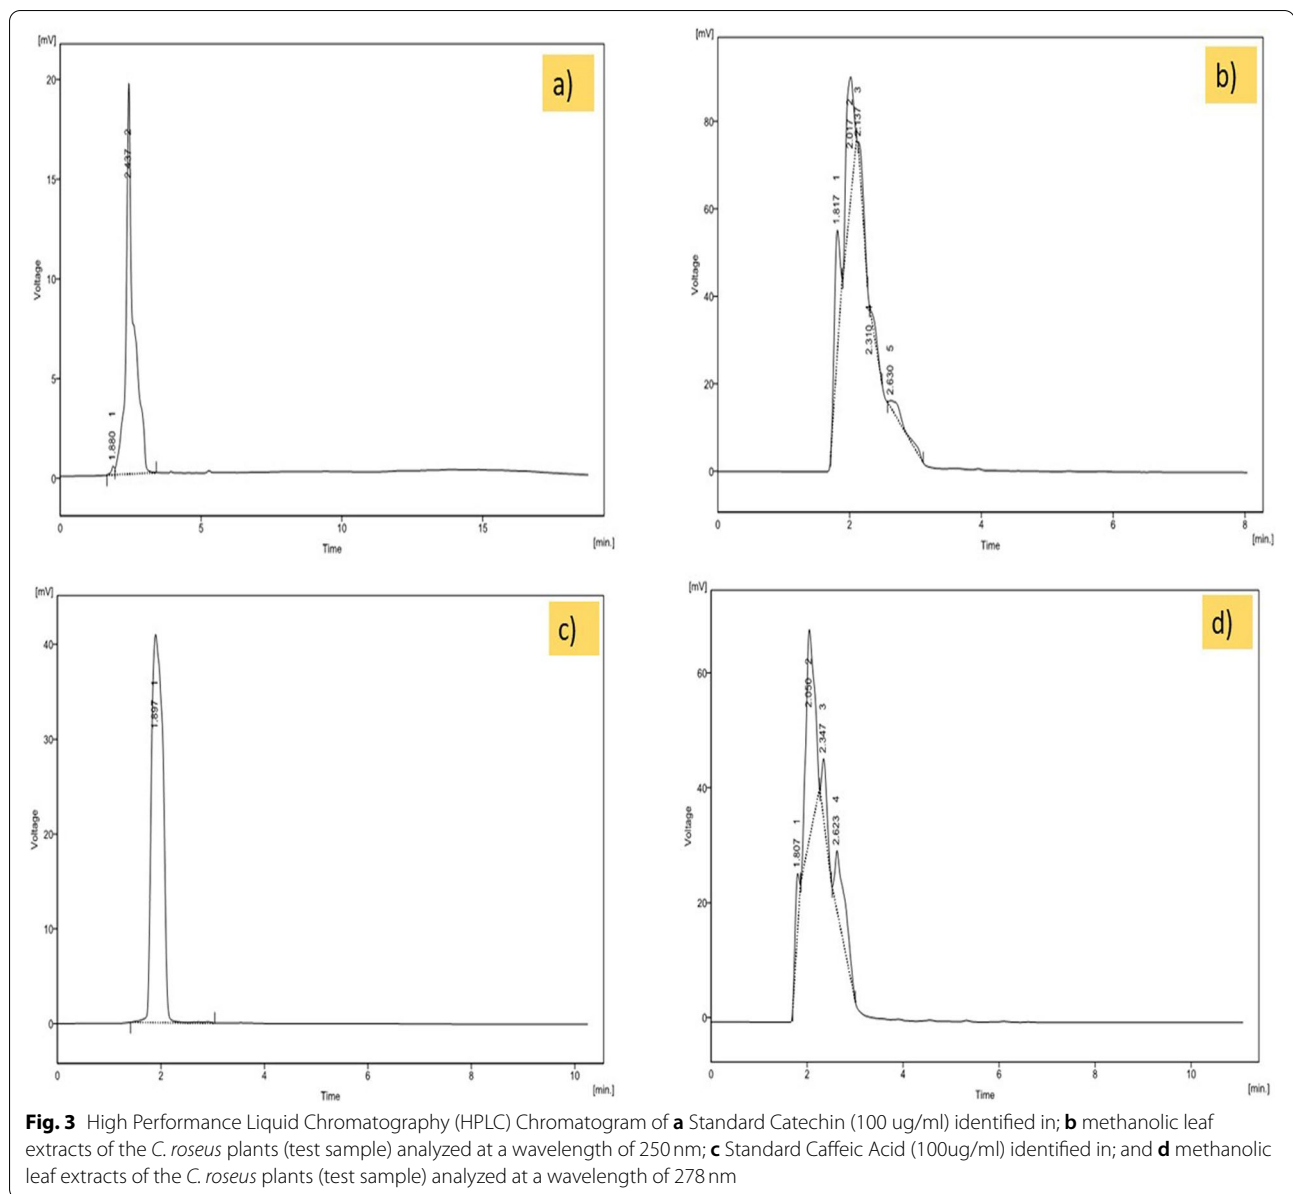 [mV]
a)
20
15
10
5
0
Voltage
2.437 2
1.880 1
0 5 10 15
Time
[min.]
[mV]
b)
80
60
40
20
0
Voltage
1.817 1
2.017 2
2.137 3
2.310 4
2.630 5
0 2 4 6 8
Time
[min.]
[mV]
c)
40
30
20
10
0
Voltage
1.897 1
0 2 4 6 8 10
Time
[min.]
[mV]
d)
60
40
20
0
Voltage
1.807 1
2.050 2
2.347 3
2.623 4
0 2 4 6 8 10
Time
[min.]
Fig. 3 High Performance Liquid Chromatography (HPLC) Chromatogram of a Standard Catechin (100 ug/ml) identified in; b methanolic leaf
extracts of the C. roseus plants (test sample) analyzed at a wavelength of 250 nm; c Standard Caffeic Acid (100ug/ml) identified in; and d methanolic
leaf extracts of the C. roseus plants (test sample) analyzed at a wavelength of 278 nm